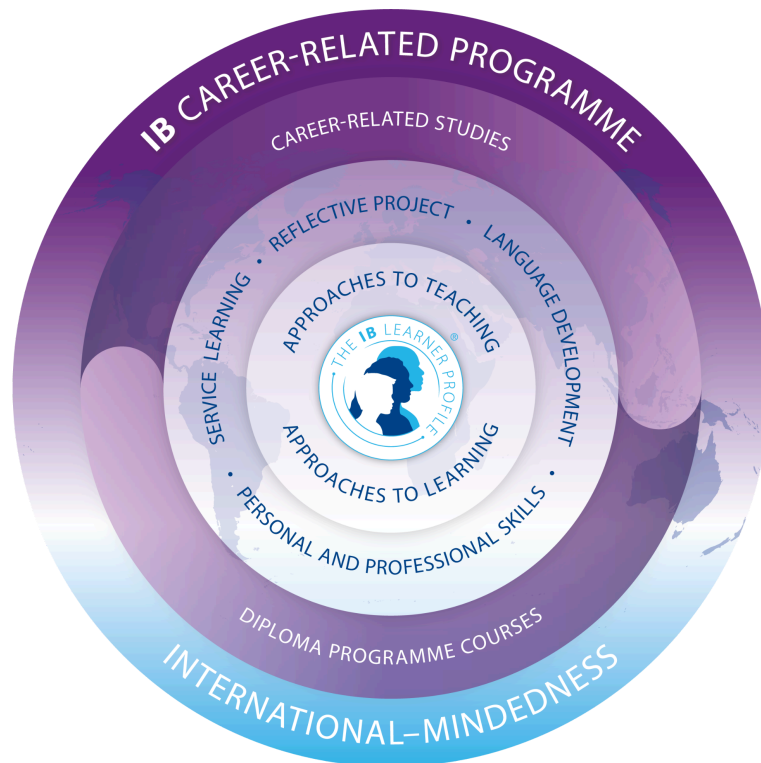 IB CAREER-RELATED PROGRAMME
CAREER-RELATED STUDIES
SERVICE LEARNING • REFLECTIVE PROJECT • LANGUAGE DEVELOPMENT •
APPROACHES TO TEACHING
THE IB LEARNER PROFILE ®
APPROACHES TO LEARNING
• PERSONAL AND PROFESSIONAL SKILLS
DIPLOMA PROGRAMME COURSES
INTERNATIONAL–MINDEDNESS